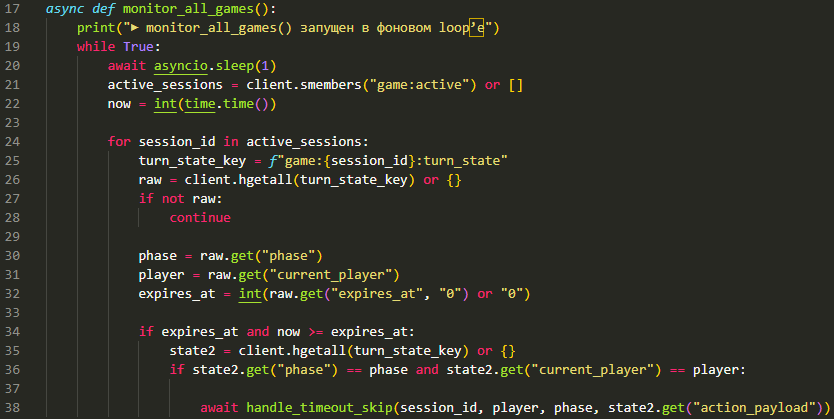 17 async def monitor_all_games():
18     print("► monitor_all_games() запущен в фоновом loop’е")
19     while True:
20         await asyncio.sleep(1)
21         active_sessions = client.smembers("game:active") or []
22         now = int(time.time())
23
24         for session_id in active_sessions:
25             turn_state_key = f"game:{session_id}:turn_state"
26             raw = client.hgetall(turn_state_key) or {}
27             if not raw:
28                 continue
29
30             phase = raw.get("phase")
31             player = raw.get("current_player")
32             expires_at = int(raw.get("expires_at", "0") or "0")
33
34             if expires_at and now >= expires_at:
35                 state2 = client.hgetall(turn_state_key) or {}
36                 if state2.get("phase") == phase and state2.get("current_player") == player:
37
38                     await handle_timeout_skip(session_id, player, phase, state2.get("action_payload"))